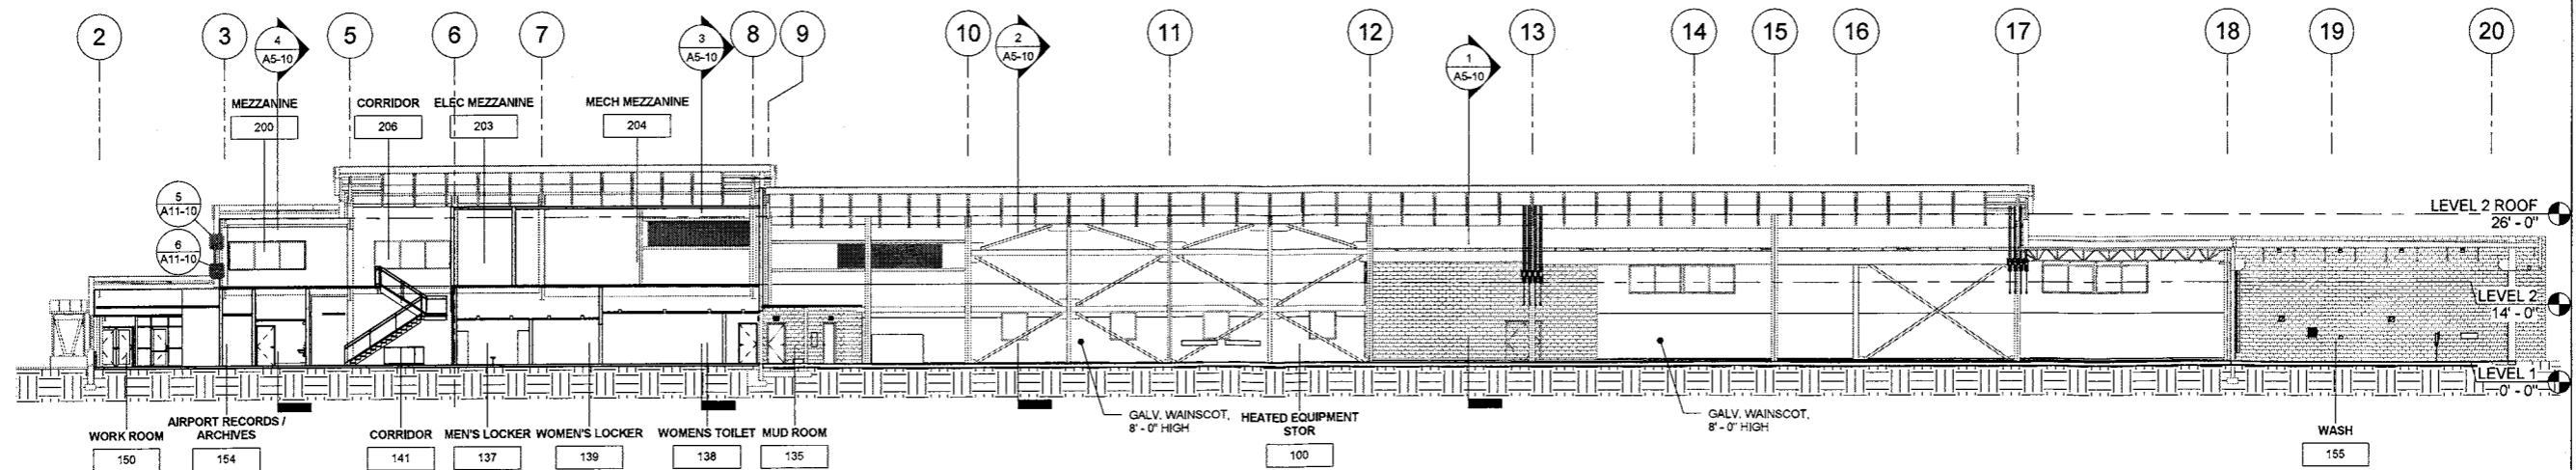 2 3 4 5 6 7 3 8 9 10 2 11 12 1 13 14 15 16 17 18 19 20
A5-10 A5-10 A5-10 A5-10
MEZZANINE CORRIDOR ELEC MEZZANINE MECH MEZZANINE
200 206 203 204
5
A11-10
6
A11-10
LEVEL 2 ROOF
26' - 0"
LEVEL 2
14' - 0"
LEVEL 1
0' - 0"
WORK ROOM
150
AIRPORT RECORDS /
ARCHIVES
154
CORRIDOR
141
MEN'S LOCKER
137
WOMEN'S LOCKER
139
WOMENS TOILET
138
MUD ROOM
135
GALV. WAINSCOT,
8' - 0" HIGH
HEATED EQUIPMENT
STOR
100
GALV. WAINSCOT,
8' - 0" HIGH
WASH
155